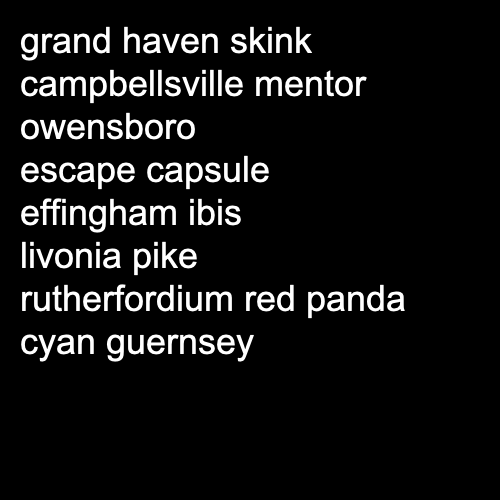 grand haven skink
campbellsville mentor
owensboro
escape capsule
effingham ibis
livonia pike
rutherfordium red panda
cyan guernsey